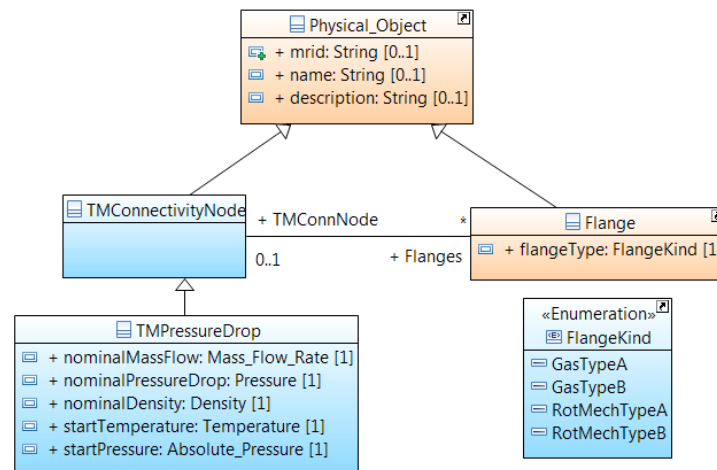 Physical_Object
+ mrid: String [0..1]
+ name: String [0..1]
+ description: String [0..1]
TMConnectivityNode
+ TMConnNode
*
0..1
+ Flanges
Flange
+ flangeType: FlangeKind [1
TMPressureDrop
+ nominalMassFlow: Mass_Flow_Rate [1]
+ nominalPressureDrop: Pressure [1]
+ nominalDensity: Density [1]
+ startTemperature: Temperature [1]
+ startPressure: Absolute_Pressure [1]
«Enumeration»
FlangeKind
GasTypeA
GasTypeB
RotMechTypeA
RotMechTypeB